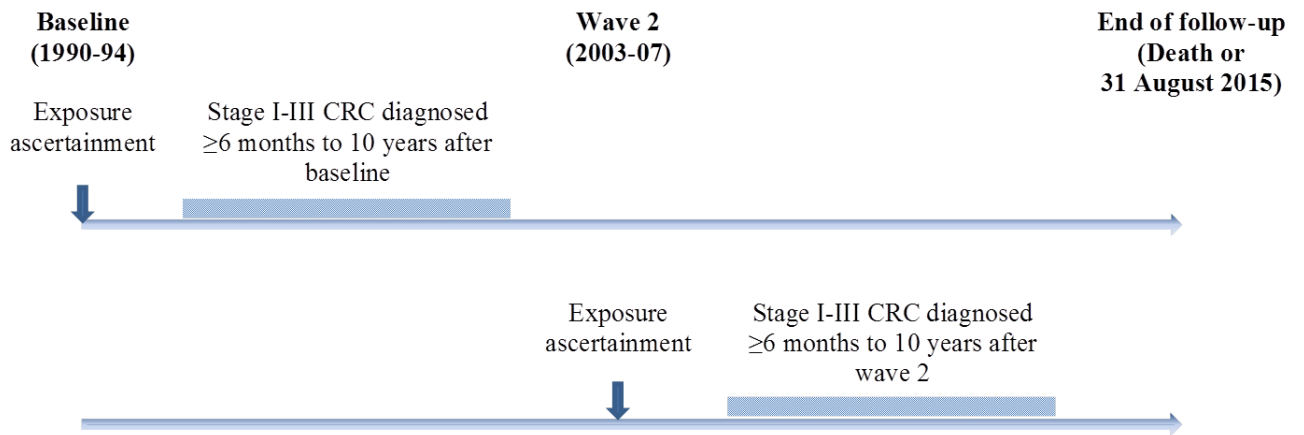 Baseline
(1990-94)
Wave 2
(2003-07)
End of follow-up
(Death or
31 August 2015)
Exposure
ascertainment
Stage I-III CRC diagnosed
≥6 months to 10 years after
baseline
Exposure
ascertainment
Stage I-III CRC diagnosed
≥6 months to 10 years after
wave 2